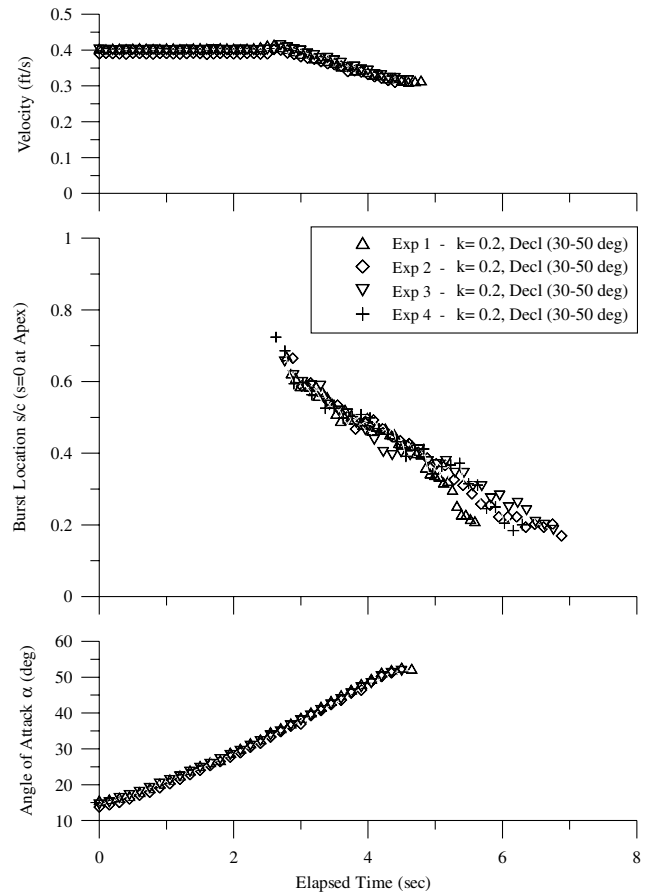 0.5
0.4
0.3
0.2
0.1
0
Velocity (ft/s)
1
0.8
0.6
0.4
0.2
0
Burst Location s/c (s=0 at Apex)
Exp 1 - k= 0.2, Decl (30-50 deg)
Exp 2 - k= 0.2, Decl (30-50 deg)
Exp 3 - k= 0.2, Decl (30-50 deg)
Exp 4 - k= 0.2, Decl (30-50 deg)
60
50
40
30
20
10
Angle of Attack α (deg)
0 2 4 6 8
Elapsed Time (sec)